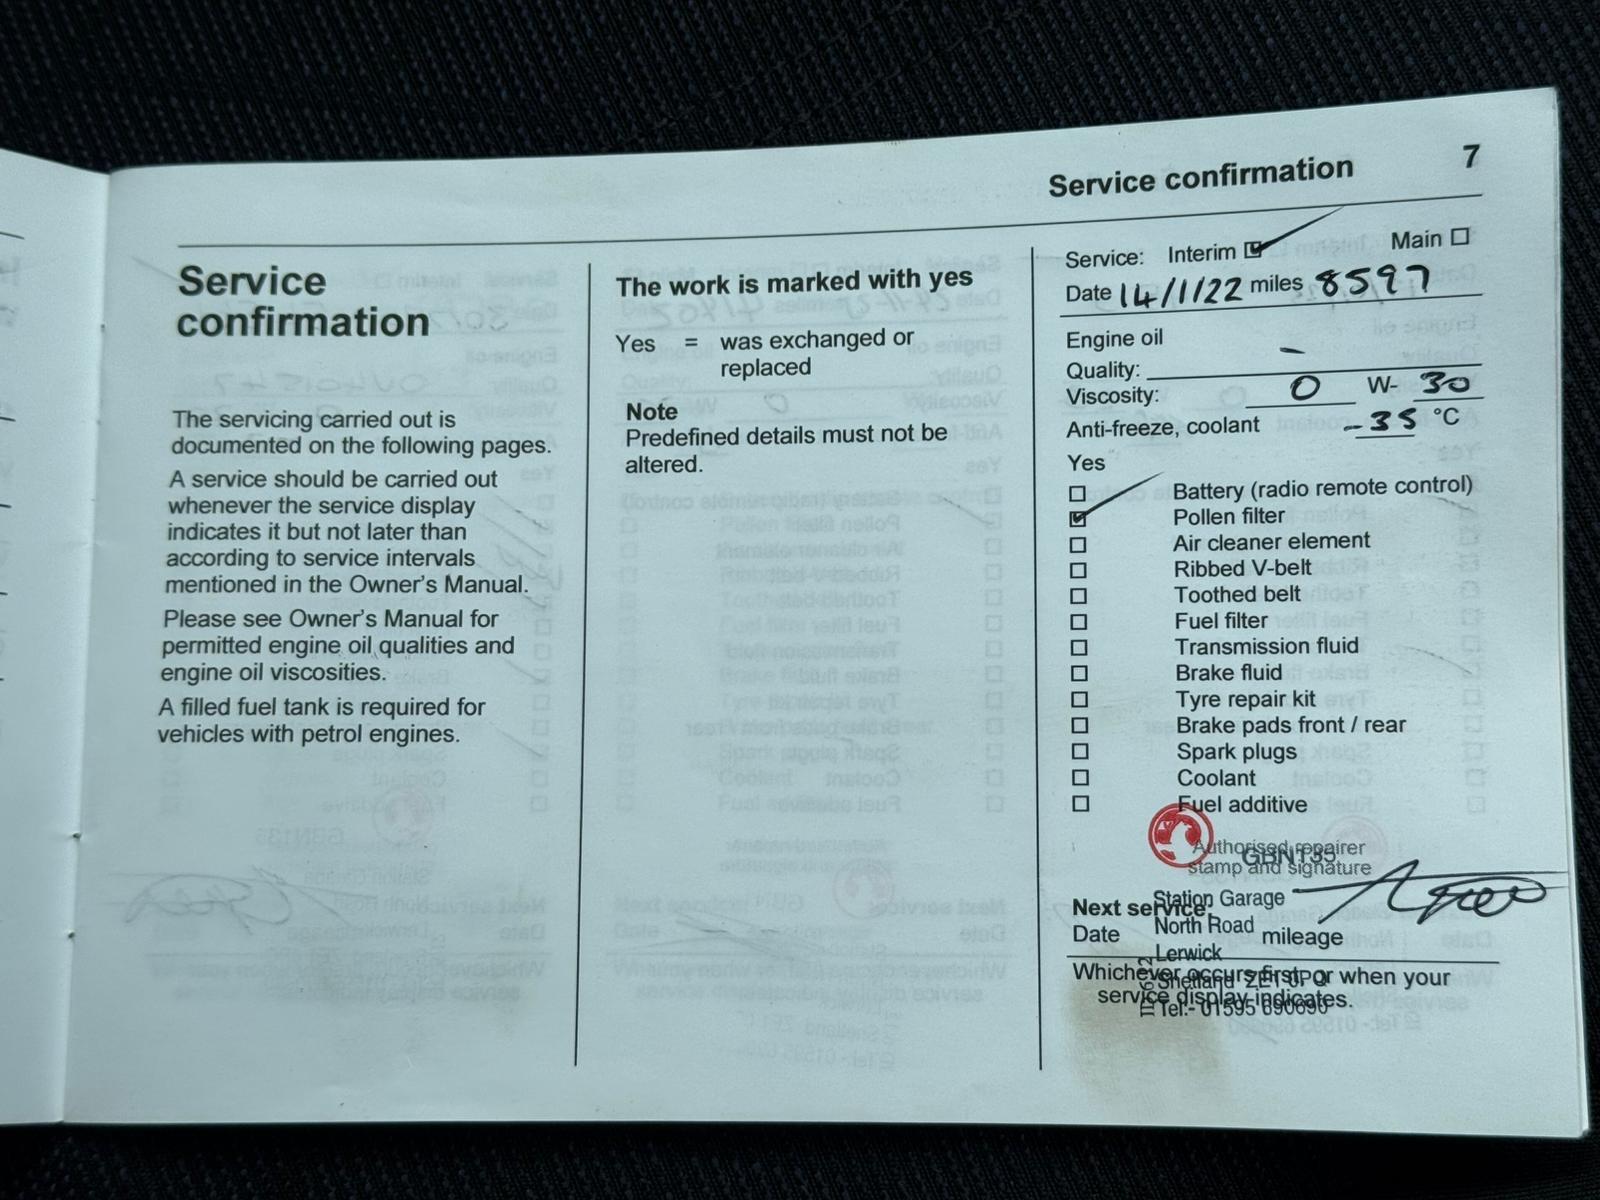 Service confirmation 7
Service
confirmation
The servicing carried out is
documented on the following pages.
A service should be carried out
whenever the service display
indicates it but not later than
according to service intervals
mentioned in the Owner's Manual.
Please see Owner's Manual for
permitted engine oil qualities and
engine oil viscosities.
A filled fuel tank is required for
vehicles with petrol engines.
The work is marked with yes
Yes = was exchanged or
replaced
Note
Predefined details must not be
altered.
Service: Interim Main
Date 14/1/22 miles 8597
Engine oil
Quality: –
Viscosity: 0 W- 30
Anti-freeze, coolant -35 °C
Yes
Battery (radio remote control)
Pollen filter
Air cleaner element
Ribbed V-belt
Toothed belt
Fuel filter
Transmission fluid
Brake fluid
Tyre repair kit
Brake pads front / rear
Spark plugs
Coolant
Fuel additive
Authorised repairer
GBN135
stamp and signature
Station Garage
Next service:
North Road
Date mileage
Lerwick
Whichever occurs first or when your
Shetland ZE1 0PQ
service display indicates.
Tel:- 01595 690690